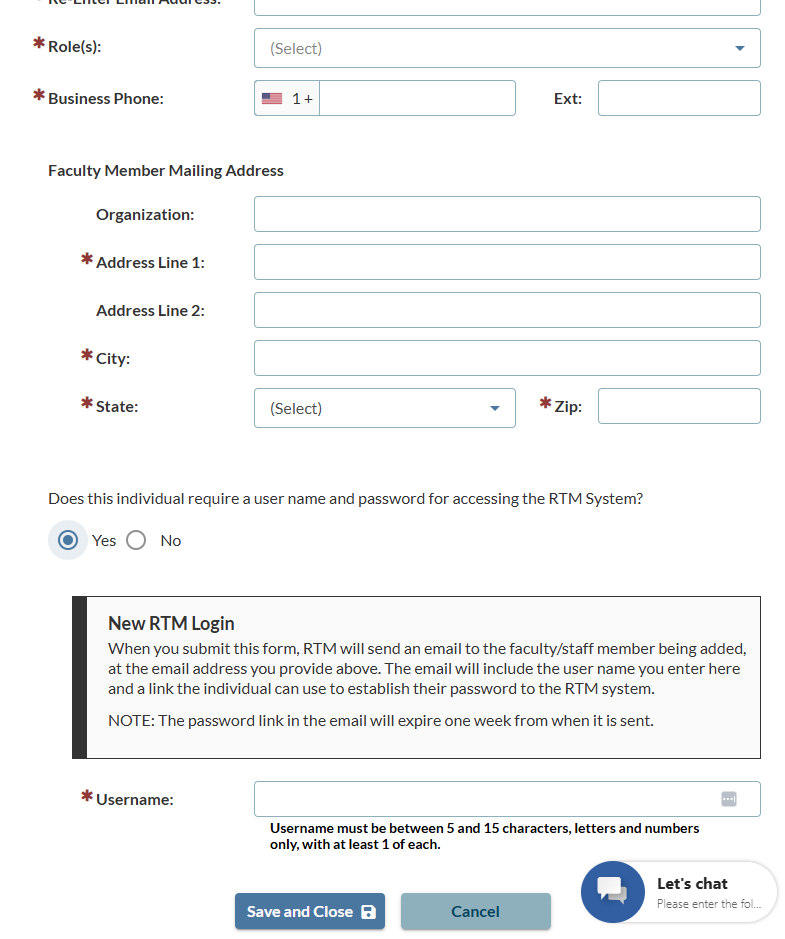 Re-Enter Email Address:
* Role(s): (Select)
* Business Phone: 1 + Ext:
Faculty Member Mailing Address
Organization:
* Address Line 1:
Address Line 2:
* City:
* State: (Select) * Zip:
Does this individual require a user name and password for accessing the RTM System?
Yes No
New RTM Login
When you submit this form, RTM will send an email to the faculty/staff member being added,
at the email address you provide above. The email will include the user name you enter here
and a link the individual can use to establish their password to the RTM system.
NOTE: The password link in the email will expire one week from when it is sent.
* Username:
Username must be between 5 and 15 characters, letters and numbers
only, with at least 1 of each.
Let's chat
Please enter the fol...
Save and Close Cancel